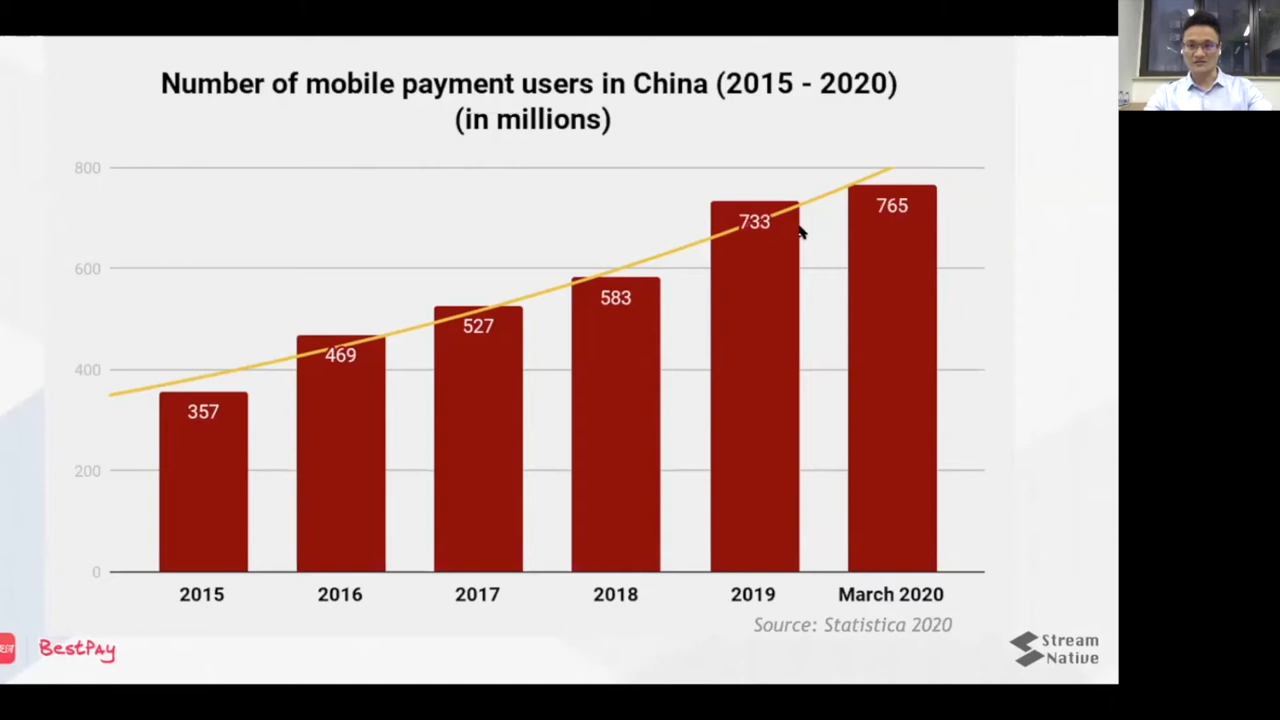 Number of mobile payment users in China (2015 - 2020)
(in millions)
800
600
400
200
0
357
469
527
583
733
765
2015
2016
2017
2018
2019
March 2020
Source: Statistica 2020
BestPay
Stream
Native